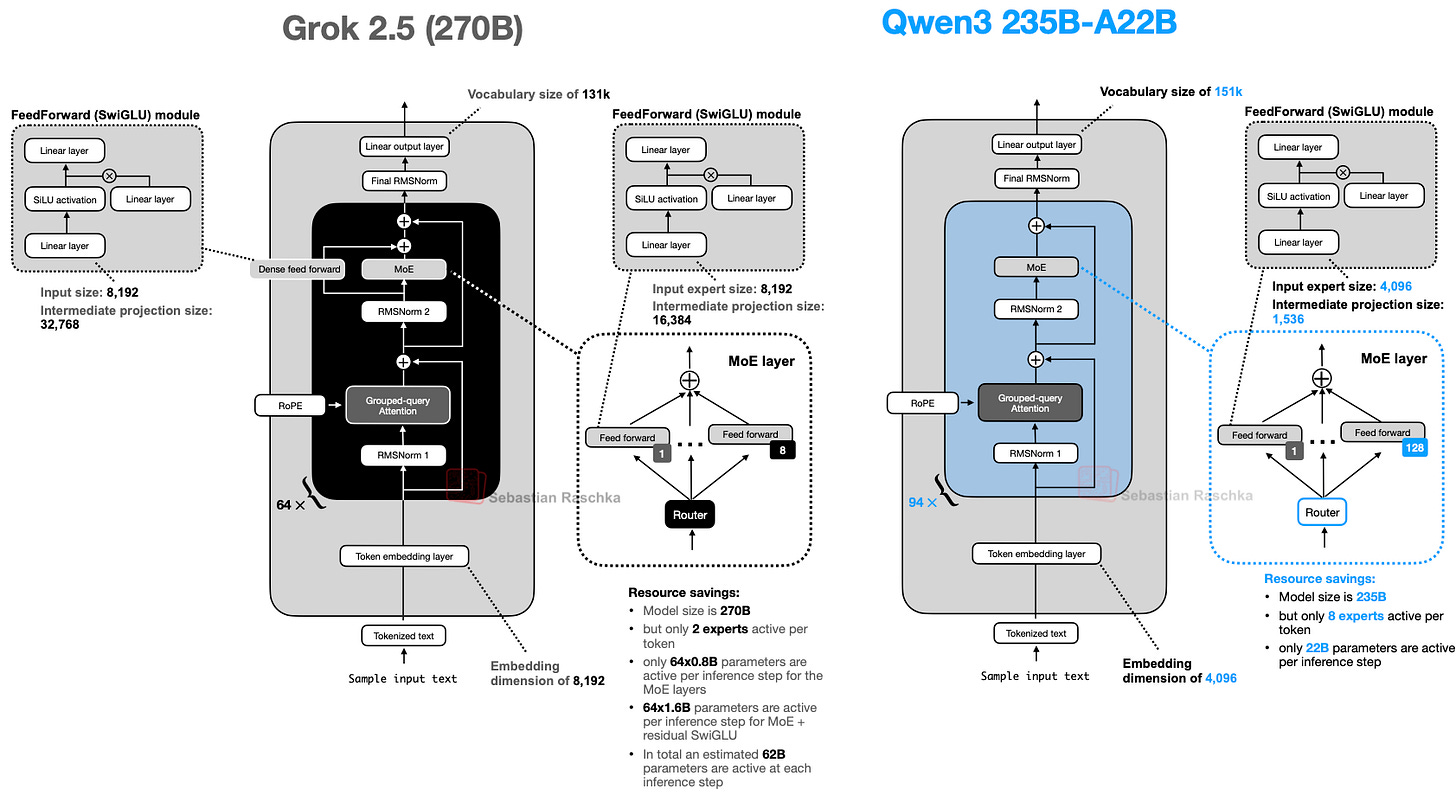 Grok 2.5 (270B)
Vocabulary size of 131k
FeedForward (SwiGLU) module
Linear layer
SiLU activation
Linear layer
Linear layer
Input size: 8,192
Intermediate projection size:
32,768
Linear output layer
Final RMSNorm
Dense feed forward
MoE
RMSNorm 2
RoPE
Grouped-query
Attention
RMSNorm 1
64 ×
Token embedding layer
Tokenized text
Sample input text
Embedding
dimension of 8,192
FeedForward (SwiGLU) module
Linear layer
SiLU activation
Linear layer
Linear layer
Input expert size: 8,192
Intermediate projection size:
16,384
MoE layer
Feed forward
1
...
Feed forward
8
Router
Sebastian Raschka
Resource savings:
• Model size is 270B
• but only 2 experts active per
token
• only 64x0.8B parameters are
active per inference step for the
MoE layers
• 64x1.6B parameters are active
per inference step for MoE +
residual SwiGLU
• In total an estimated 62B
parameters are active at each
inference step
Qwen3 235B-A22B
Vocabulary size of 151k
Linear output layer
Final RMSNorm
MoE
RMSNorm 2
RoPE
Grouped-query
Attention
RMSNorm 1
94 ×
Token embedding layer
Tokenized text
Sample input text
Embedding
dimension of 4,096
FeedForward (SwiGLU) module
Linear layer
SiLU activation
Linear layer
Linear layer
Input expert size: 4,096
Intermediate projection size:
1,536
MoE layer
Feed forward
1
...
Feed forward
128
Router
Sebastian Raschka
Resource savings:
• Model size is 235B
• but only 8 experts active per
token
• only 22B parameters are active
per inference step